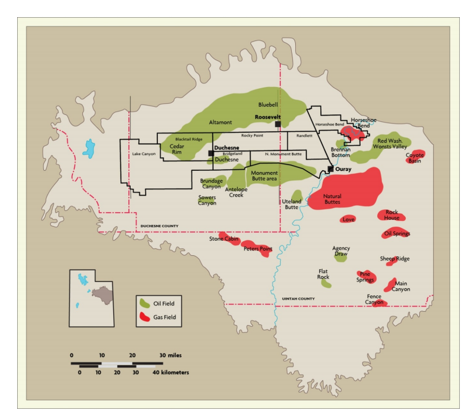 Bluebell
Roosevelt
Altamont
Horseshoe Bend
Horseshoe
Bend
Blacktail Ridge
Rocky Point
Randlett
Red Wash
Wonsits Valley
Cedar
Rim
Duchesne
Brennan
Bottom
Lake Canyon
Duchesne
N. Monument Butte
Coyote
Basin
Ouray
Monument
Butte area
Brundage
Canyon
Antelope
Creek
Sowers
Canyon
Uteland
Butte
Natural
Buttes
Love
Rock
House
DUCHESNE COUNTY
Oil Springs
Stone Cabin
Peters Point
Agency
Draw
Sheep Ridge
Flat
Rock
Pine
Springs
Main
Canyon
Fence
Canyon
UINTAH COUNTY
Oil Field
Gas Field
0 10 20 30 miles
0 10 20 30 40 kilometers